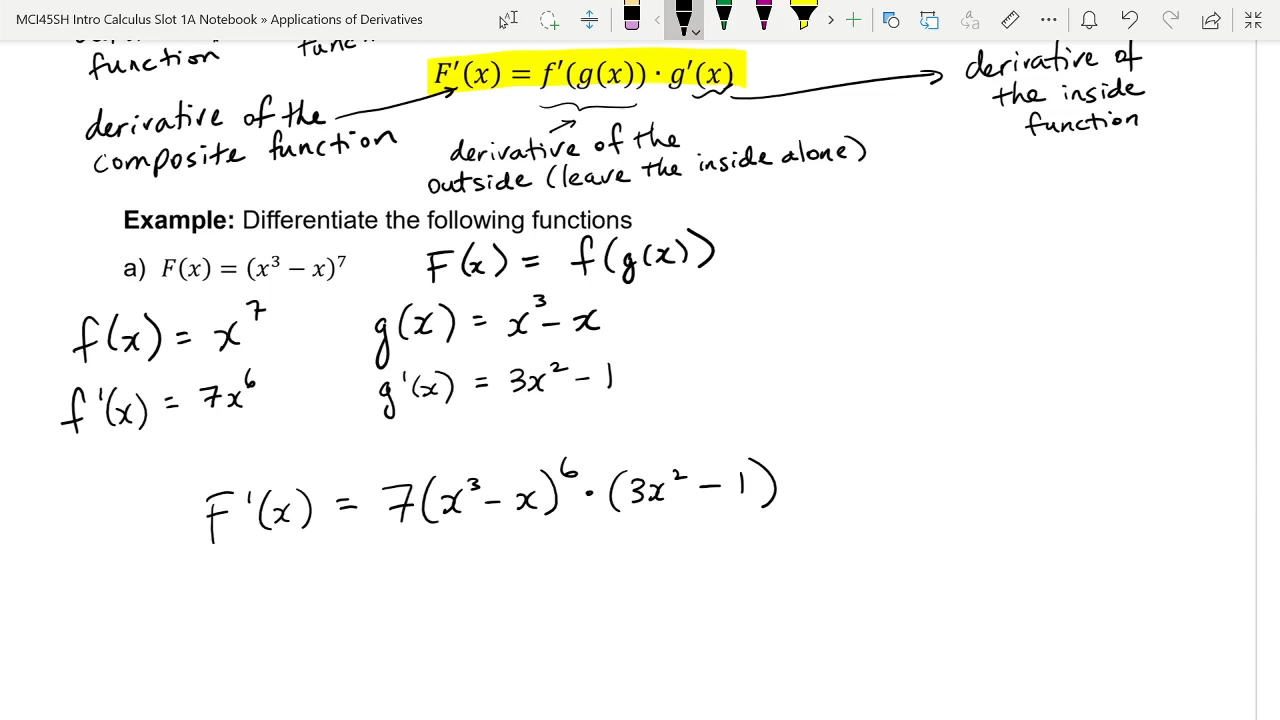 MCI45SH Intro Calculus Slot 1A Notebook » Applications of Derivatives
function
F′(x) = f′(g(x)) · g′(x)
derivative of
the inside
function
derivative of the
composite function
derivative of the
outside (leave the inside alone)
Example: Differentiate the following functions
a) F(x) = (x³ − x)⁷
F(x) = f(g(x))
f(x) = x⁷
g(x) = x³ − x
f'(x) = 7x⁶
g'(x) = 3x² − 1
F'(x) = 7(x³ − x)⁶ · (3x² − 1)